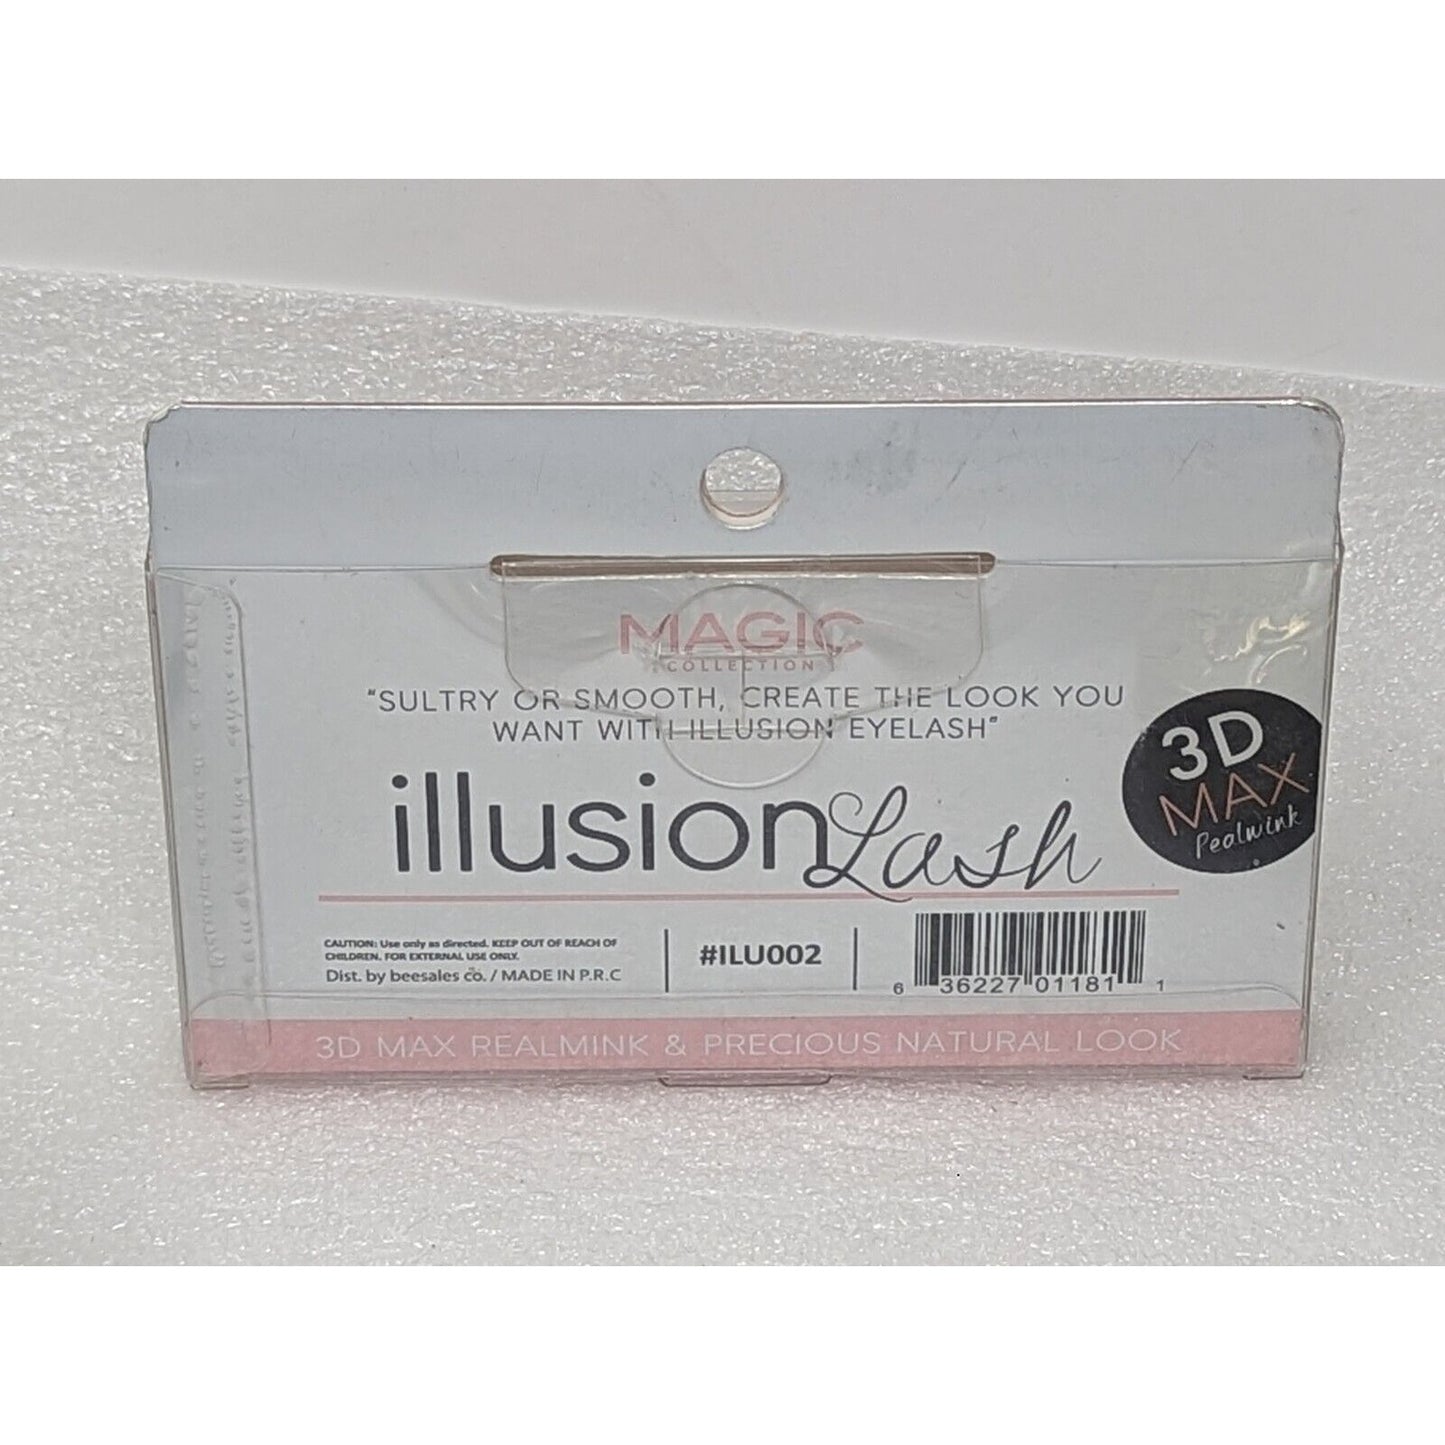 MAGIC
COLLECTION
"SULTRY OR SMOOTH, CREATE THE LOOK YOU
WANT WITH ILLUSION EYELASH"
illusion Lash
3D
MAX
Pealwink
CAUTION: Use only as directed. KEEP OUT OF REACH OF
CHILDREN. FOR EXTERNAL USE ONLY.
Dist. by beesales co. / MADE IN P.R.C
#ILU002
6 36227 01181 1
3D MAX REALMINK & PRECIOUS NATURAL LOOK